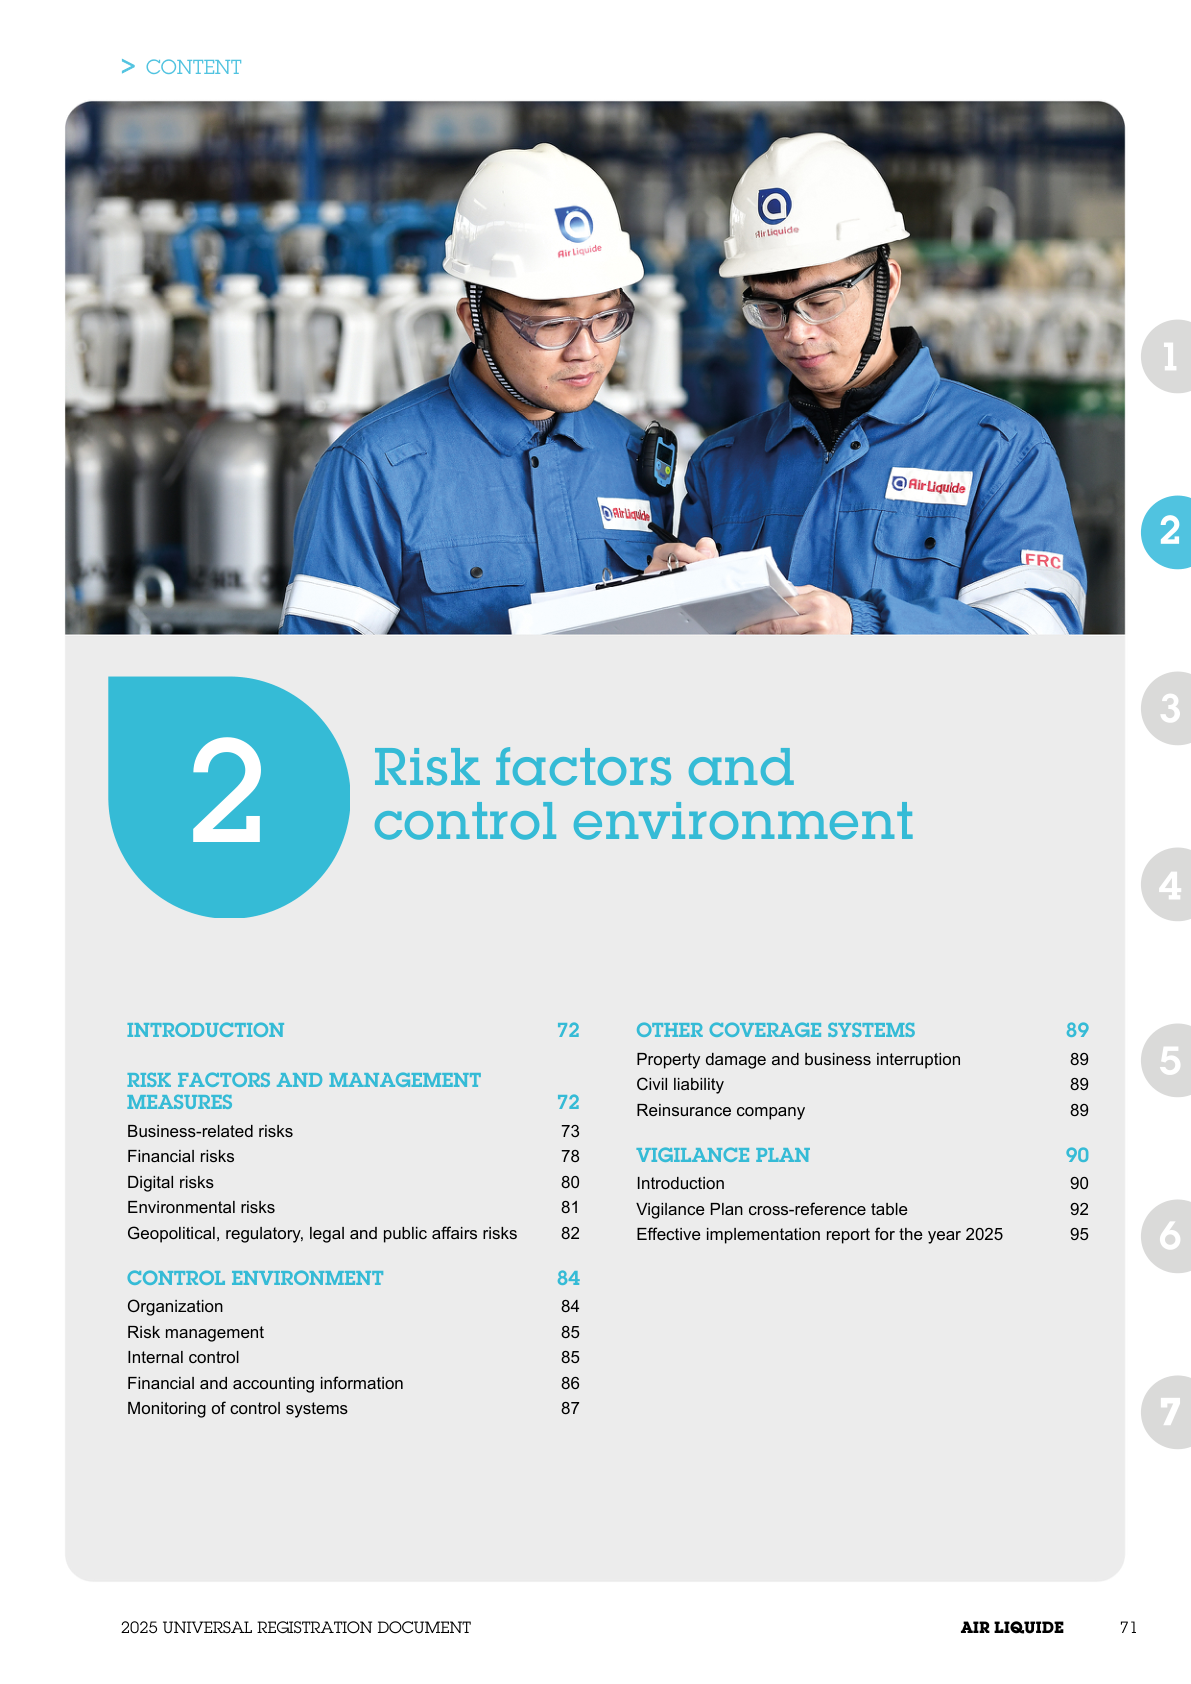 > CONTENT
Air Liquide
Air Liquide
Air Liquide
Air Liquide
FRC
1
2
3
4
5
6
7
2
Risk factors and
control environment
INTRODUCTION 72
RISK FACTORS AND MANAGEMENT
MEASURES 72
Business-related risks 73
Financial risks 78
Digital risks 80
Environmental risks 81
Geopolitical, regulatory, legal and public affairs risks 82
CONTROL ENVIRONMENT 84
Organization 84
Risk management 85
Internal control 85
Financial and accounting information 86
Monitoring of control systems 87
OTHER COVERAGE SYSTEMS 89
Property damage and business interruption 89
Civil liability 89
Reinsurance company 89
VIGILANCE PLAN 90
Introduction 90
Vigilance Plan cross-reference table 92
Effective implementation report for the year 2025 95
2025 UNIVERSAL REGISTRATION DOCUMENT AIR LIQUIDE 71